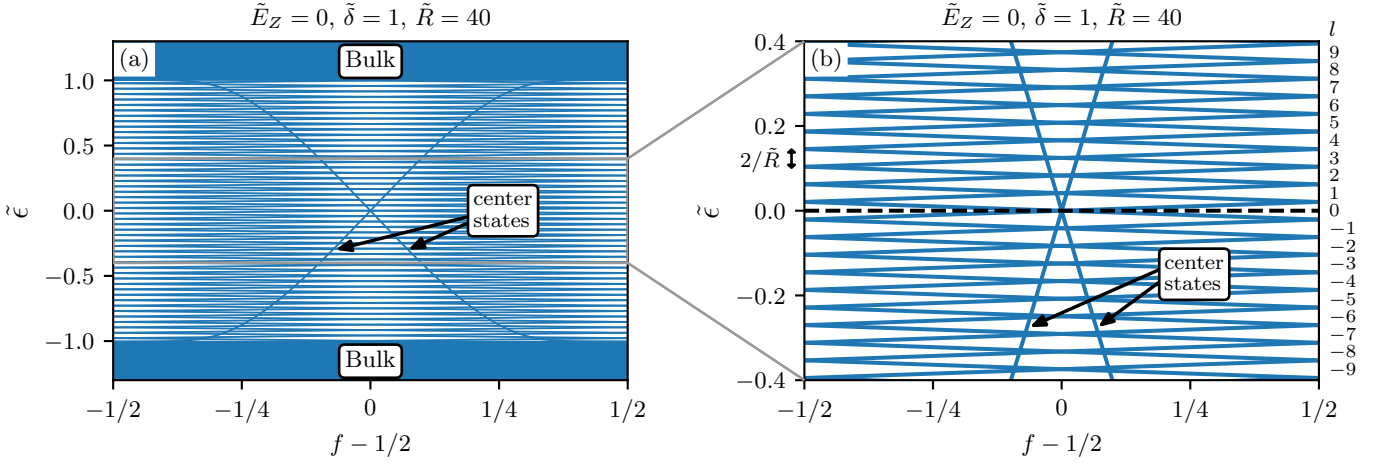 Ẽ_Z = 0, δ̃ = 1, R̃ = 40
(a)
Bulk
1.0
0.5
0.0
−0.5
−1.0
ϵ̃
center
states
Bulk
−1/2
−1/4
0
1/4
1/2
f − 1/2
Ẽ_Z = 0, δ̃ = 1, R̃ = 40
(b)
0.4
0.2
2/R̃
0.0
−0.2
−0.4
ϵ̃
center
states
l
9
8
7
6
5
4
3
2
1
0
−1
−2
−3
−4
−5
−6
−7
−8
−9
−1/2
−1/4
0
1/4
1/2
f − 1/2